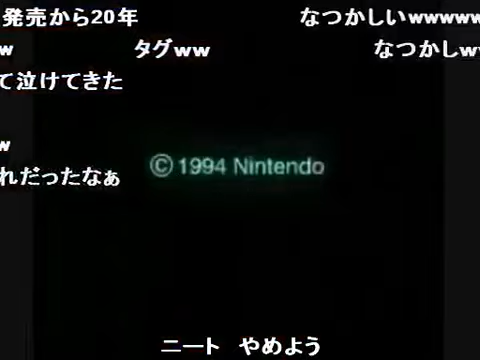 発売から20年
なつかしいwwwww
w
タグww
なつかしw
て泣けてきた
w
れだったなぁ
© 1994 Nintendo
ニート やめよう